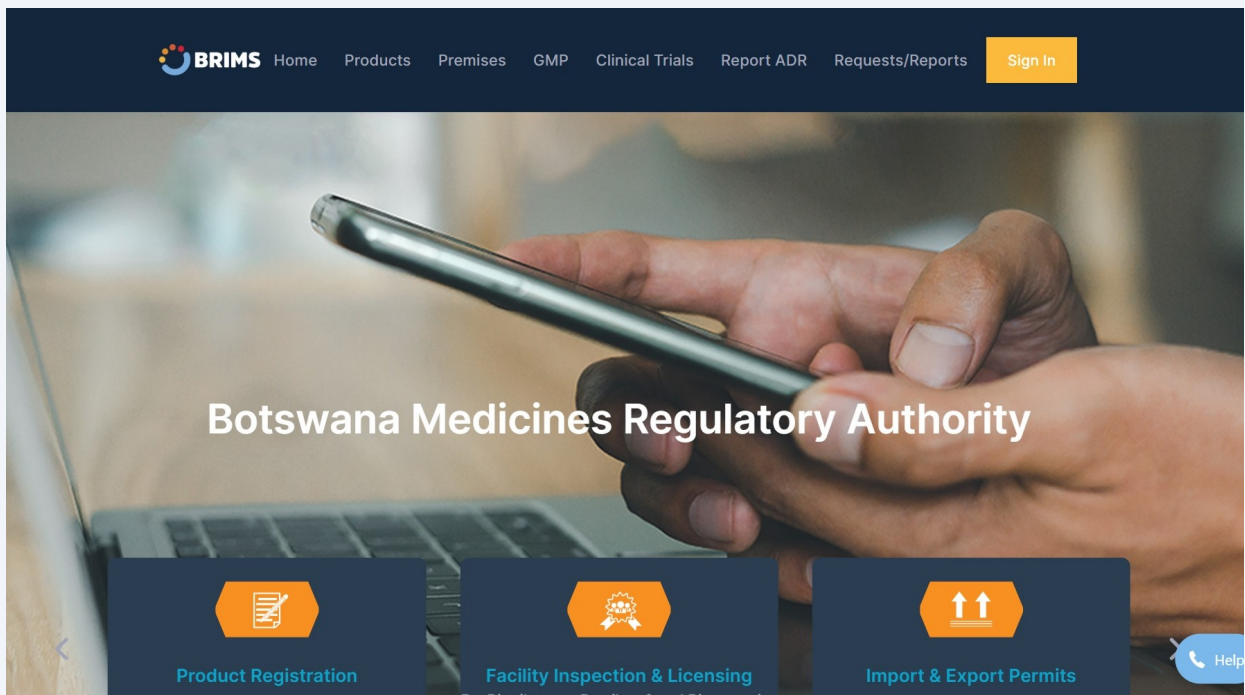 BRIMS Home Products Premises GMP Clinical Trials Report ADR Requests/Reports Sign In
Botswana Medicines Regulatory Authority
Product Registration Facility Inspection & Licensing Import & Export Permits
Help